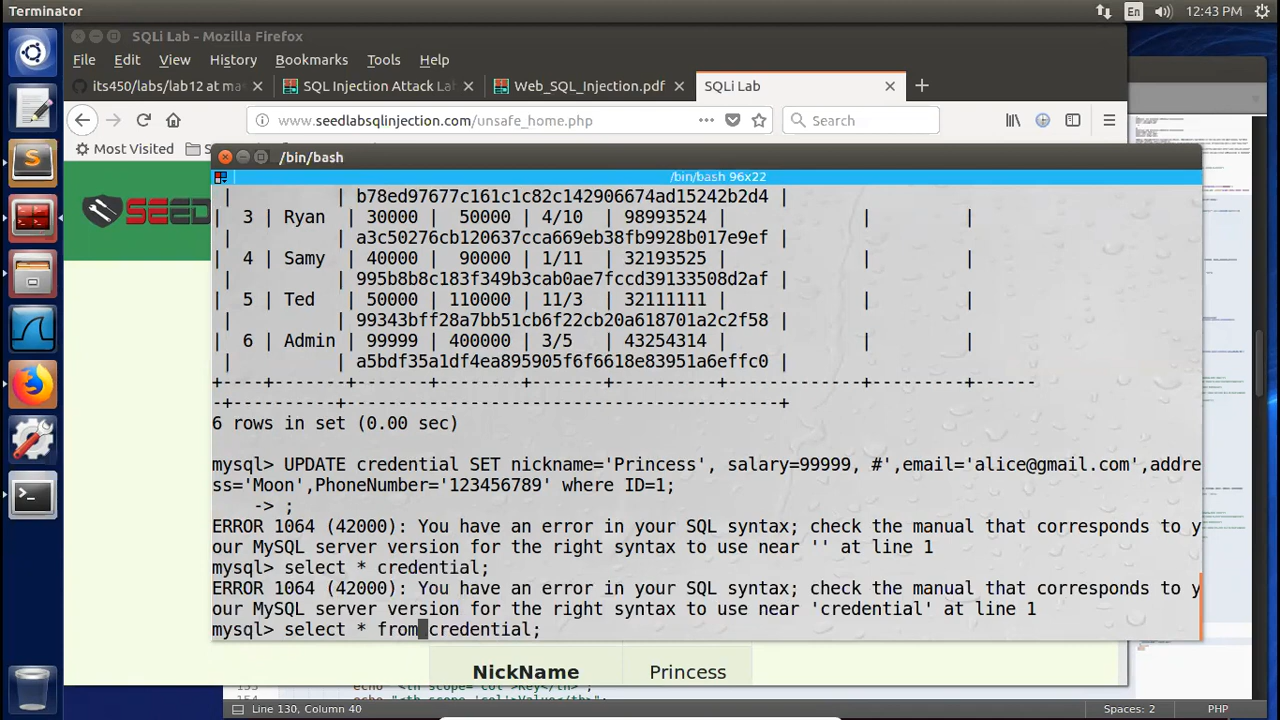 Terminator
En
12:43 PM
SQLi Lab - Mozilla Firefox
File Edit View History Bookmarks Tools Help
its450/labs/lab12 at ma
SQL Injection Attack La
Web_SQL_Injection.pdf
SQLi Lab
www.seedlabsqlinjection.com/unsafe_home.php
Search
Most Visited
SEED
/bin/bash
/bin/bash 96x22
| | b78ed97677c161c1c82c142906674ad15242b2d4 |
| 3 | Ryan | 30000 | 50000 | 4/10 | 98993524 | | |
| | a3c50276cb120637cca669eb38fb9928b017e9ef |
| 4 | Samy | 40000 | 90000 | 1/11 | 32193525 | | |
| | 995b8b8c183f349b3cab0ae7fccd39133508d2af |
| 5 | Ted | 50000 | 110000 | 11/3 | 32111111 | | |
| | 99343bff28a7bb51cb6f22cb20a618701a2c2f58 |
| 6 | Admin | 99999 | 400000 | 3/5 | 43254314 | | |
| | a5bdf35a1df4ea895905f6f6618e83951a6effc0 |
+----+-------+-------+--------+-------+----------+-------------+---------+------
-+----------+------------------------------------------+
6 rows in set (0.00 sec)
mysql> UPDATE credential SET nickname='Princess', salary=99999, #',email='alice@gmail.com',addre
ss='Moon',PhoneNumber='123456789' where ID=1;
-> ;
ERROR 1064 (42000): You have an error in your SQL syntax; check the manual that corresponds to y
our MySQL server version for the right syntax to use near '' at line 1
mysql> select * credential;
ERROR 1064 (42000): You have an error in your SQL syntax; check the manual that corresponds to y
our MySQL server version for the right syntax to use near 'credential' at line 1
mysql> select * from credential;
NickName Princess
Line 130, Column 40
Spaces: 2
PHP